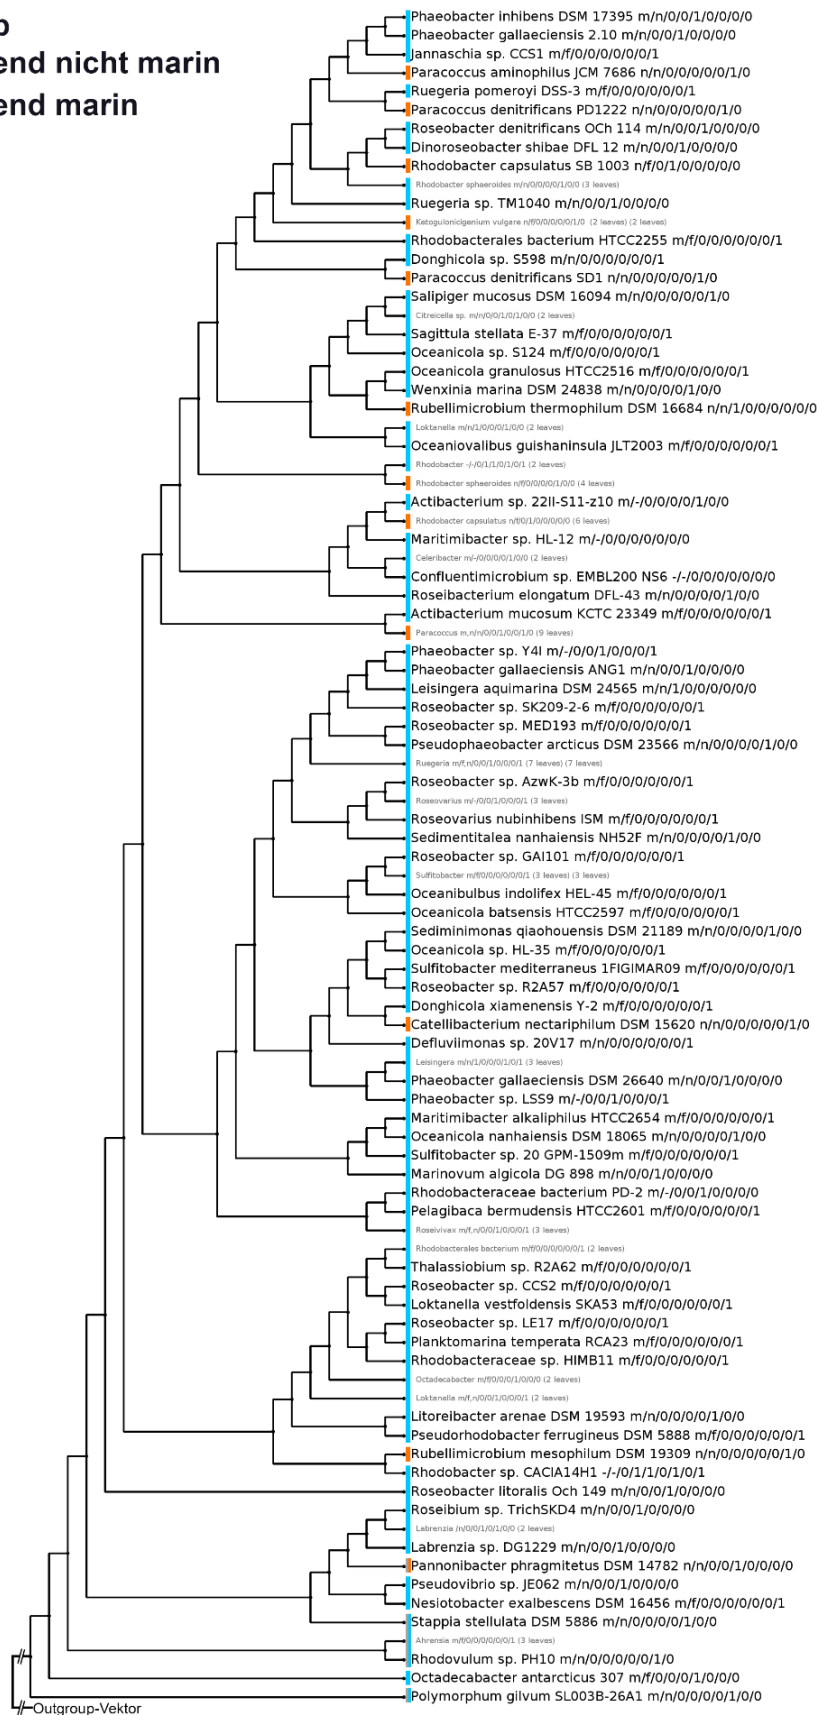 p
end nicht marin
end marin
Phaeobacter inhibens DSM 17395 m/n/0/0/1/0/0/0/0
Phaeobacter gallaeciensis 2.10 m/n/0/0/1/0/0/0/0
Jannaschia sp. CCS1 m/f/0/0/0/0/0/0/1
Paracoccus aminophilus JCM 7686 n/n/0/0/0/0/0/1/0
Ruegeria pomeroyi DSS-3 m/f/0/0/0/0/0/0/1
Paracoccus denitrificans PD1222 n/n/0/0/0/0/0/1/0
Roseobacter denitrificans OCh 114 m/n/0/0/1/0/0/0/0
Dinoroseobacter shibae DFL 12 m/n/0/0/1/0/0/0/0
Rhodobacter capsulatus SB 1003 n/f/0/1/0/0/0/0/0
Rhodobacter sphaeroides m/n/0/0/0/0/1/0/0 (3 leaves)
Ruegeria sp. TM1040 m/n/0/0/1/0/0/0/0
Ketogulonicigenium vulgare n/f/0/0/0/0/0/1/0 (2 leaves) (2 leaves)
Rhodobacterales bacterium HTCC2255 m/f/0/0/0/0/0/0/1
Donghicola sp. S598 m/n/0/0/0/0/0/0/1
Paracoccus denitrificans SD1 n/n/0/0/0/0/0/1/0
Salipiger mucosus DSM 16094 m/n/0/0/0/0/0/1/0
Citreicella sp. m/n/0/0/1/0/1/0/0 (2 leaves)
Sagittula stellata E-37 m/f/0/0/0/0/0/0/1
Oceanicola sp. S124 m/f/0/0/0/0/0/0/1
Oceanicola granulosus HTCC2516 m/f/0/0/0/0/0/0/1
Wenxinia marina DSM 24838 m/n/0/0/0/0/1/0/0
Rubellimicrobium thermophilum DSM 16684 n/n/1/0/0/0/0/0/0
Loktanella m/n/1/0/0/0/1/0/0 (2 leaves)
Oceaniovalibus guishaninsula JLT2003 m/f/0/0/0/0/0/0/1
Rhodobacter -/-/0/1/1/0/1/0/1 (2 leaves)
Rhodobacter sphaeroides n/f/0/0/0/0/1/0/0 (4 leaves)
Actibacterium sp. 22II-S11-z10 m/-/0/0/0/0/1/0/0
Rhodobacter capsulatus n/f/0/1/0/0/0/0/0 (6 leaves)
Maritimibacter sp. HL-12 m/-/0/0/0/0/0/0/0
Celeribacter m/-/0/0/0/0/1/0/0 (2 leaves)
Confluentimicrobium sp. EMBL200 NS6 -/-/0/0/0/0/0/0/0
Roseibacterium elongatum DFL-43 m/n/0/0/0/0/1/0/0
Actibacterium mucosum KCTC 23349 m/f/0/0/0/0/0/0/1
Paracoccus m,n/n/0/0/1/0/0/1/0 (9 leaves)
Phaeobacter sp. Y4I m/-/0/0/1/0/0/0/1
Phaeobacter gallaeciensis ANG1 m/n/0/0/1/0/0/0/0
Leisingera aquimarina DSM 24565 m/n/1/0/0/0/0/0/0
Roseobacter sp. SK209-2-6 m/f/0/0/0/0/0/0/1
Roseobacter sp. MED193 m/f/0/0/0/0/0/0/1
Pseudophaeobacter arcticus DSM 23566 m/n/0/0/0/0/1/0/0
Ruegeria m/f,n/0/0/1/0/0/0/1 (7 leaves) (7 leaves)
Roseobacter sp. AzwK-3b m/f/0/0/0/0/0/0/1
Roseovarius m/-/0/0/1/0/0/0/1 (3 leaves)
Roseovarius nubinhibens ISM m/f/0/0/0/0/0/0/1
Sedimentitalea nanhaiensis NH52F m/n/0/0/0/0/1/0/0
Roseobacter sp. GAI101 m/f/0/0/0/0/0/0/1
Sulfitobacter m/f/0/0/0/0/0/0/1 (3 leaves) (3 leaves)
Oceanibulbus indolifex HEL-45 m/f/0/0/0/0/0/0/1
Oceanicola batsensis HTCC2597 m/f/0/0/0/0/0/0/1
Sediminimonas qiaohouensis DSM 21189 m/n/0/0/0/0/1/0/0
Oceanicola sp. HL-35 m/f/0/0/0/0/0/0/1
Sulfitobacter mediterraneus 1FIGIMAR09 m/f/0/0/0/0/0/0/1
Roseobacter sp. R2A57 m/f/0/0/0/0/0/0/1
Donghicola xiamenensis Y-2 m/f/0/0/0/0/0/0/1
Catellibacterium nectariphilum DSM 15620 n/n/0/0/0/0/0/1/0
Defluviimonas sp. 20V17 m/n/0/0/0/0/0/0/1
Leisingera m/n/1/0/0/0/1/0/1 (3 leaves)
Phaeobacter gallaeciensis DSM 26640 m/n/0/0/1/0/0/0/0
Phaeobacter sp. LSS9 m/-/0/0/1/0/0/0/1
Maritimibacter alkaliphilus HTCC2654 m/f/0/0/0/0/0/0/1
Oceanicola nanhaiensis DSM 18065 m/n/0/0/0/0/1/0/0
Sulfitobacter sp. 20 GPM-1509m m/f/0/0/0/0/0/0/1
Marinovum algicola DG 898 m/n/0/0/1/0/0/0/0
Rhodobacteraceae bacterium PD-2 m/-/0/0/1/0/0/0/0
Pelagibaca bermudensis HTCC2601 m/f/0/0/0/0/0/0/1
Roseivivax m/f,n/0/0/1/0/0/0/1 (3 leaves)
Rhodobacterales bacterium m/f/0/0/0/0/0/0/1 (2 leaves)
Thalassiobium sp. R2A62 m/f/0/0/0/0/0/0/1
Roseobacter sp. CCS2 m/f/0/0/0/0/0/0/1
Loktanella vestfoldensis SKA53 m/f/0/0/0/0/0/0/1
Roseobacter sp. LE17 m/f/0/0/0/0/0/0/1
Planktomarina temperata RCA23 m/f/0/0/0/0/0/0/1
Rhodobacteraceae sp. HIMB11 m/f/0/0/0/0/0/0/1
Octadecabacter m/f/0/0/0/1/0/0/0 (2 leaves)
Loktanella m/f,n/0/0/1/0/0/0/1 (2 leaves)
Litoreibacter arenae DSM 19593 m/n/0/0/0/0/1/0/0
Pseudorhodobacter ferrugineus DSM 5888 m/f/0/0/0/0/0/0/1
Rubellimicrobium mesophilum DSM 19309 n/n/0/0/0/0/0/1/0
Rhodobacter sp. CACIA14H1 -/-/0/1/1/0/1/0/1
Roseobacter litoralis Och 149 m/n/0/0/1/0/0/0/0
Roseibium sp. TrichSKD4 m/n/0/0/1/0/0/0/0
Labrenzia /n/0/0/1/0/1/0/0 (2 leaves)
Labrenzia sp. DG1229 m/n/0/0/1/0/0/0/0
Pannonibacter phragmitetus DSM 14782 n/n/0/0/1/0/0/0/0
Pseudovibrio sp. JE062 m/n/0/0/1/0/0/0/0
Nesiotobacter exalbescens DSM 16456 m/f/0/0/0/0/0/0/1
Stappia stellulata DSM 5886 m/n/0/0/0/0/1/0/0
Ahrensia m/f/0/0/0/0/0/0/1 (3 leaves)
Rhodovulum sp. PH10 m/n/0/0/0/0/0/1/0
Octadecabacter antarcticus 307 m/f/0/0/0/1/0/0/0
Polymorphum gilvum SL003B-26A1 m/n/0/0/0/0/1/0/0
Outgroup-Vektor